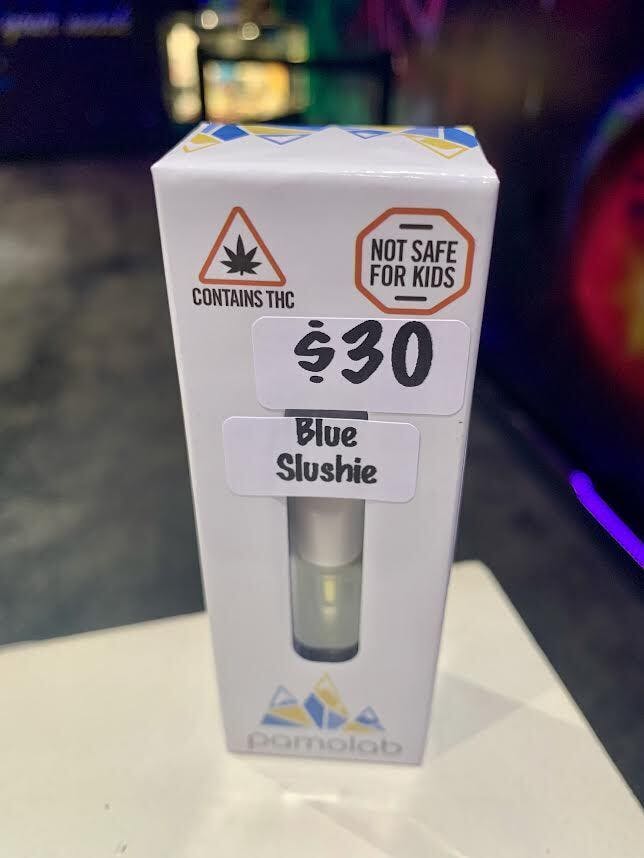 CONTAINS THC
NOT SAFE
FOR KIDS
$30
Blue
Slushie
pamolab